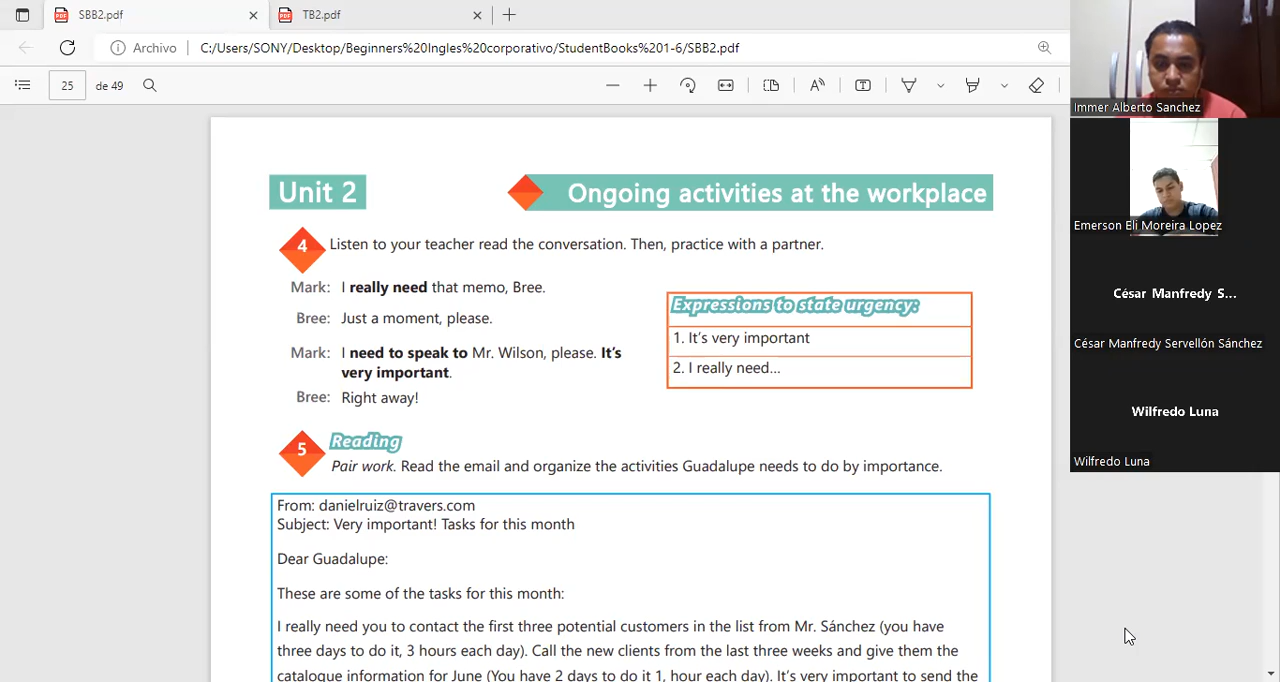 SBB2.pdf
TB2.pdf
Archivo
C:/Users/SONY/Desktop/Beginners%20Ingles%20corporativo/StudentBooks%201-6/SBB2.pdf
25
de 49
Unit 2
Ongoing activities at the workplace
4
Listen to your teacher read the conversation. Then, practice with a partner.
Mark: I really need that memo, Bree.
Bree: Just a moment, please.
Mark: I need to speak to Mr. Wilson, please. It's
very important.
Bree: Right away!
Expressions to state urgency:
1. It's very important
2. I really need...
5
Reading
Pair work. Read the email and organize the activities Guadalupe needs to do by importance.
From: danielruiz@travers.com
Subject: Very important! Tasks for this month
Dear Guadalupe:
These are some of the tasks for this month:
I really need you to contact the first three potential customers in the list from Mr. Sánchez (you have
three days to do it, 3 hours each day). Call the new clients from the last three weeks and give them the
catalogue information for June (You have 2 days to do it 1, hour each day). It's very important to send the
Immer Alberto Sanchez
Emerson Eli Moreira Lopez
César Manfredy S...
César Manfredy Servellón Sánchez
Wilfredo Luna
Wilfredo Luna